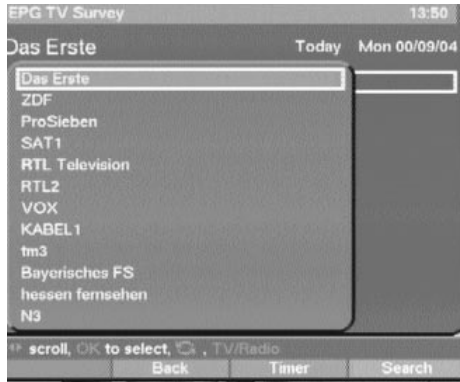 EPG TV Survey 13:50
Das Erste Today Mon 00/09/04
Das Erste
ZDF
ProSieben
SAT1
RTL Television
RTL2
VOX
KABEL1
tm3
Bayerisches FS
hessen fernsehen
N3
scroll, OK to select, , TV/Radio
Back Timer Search